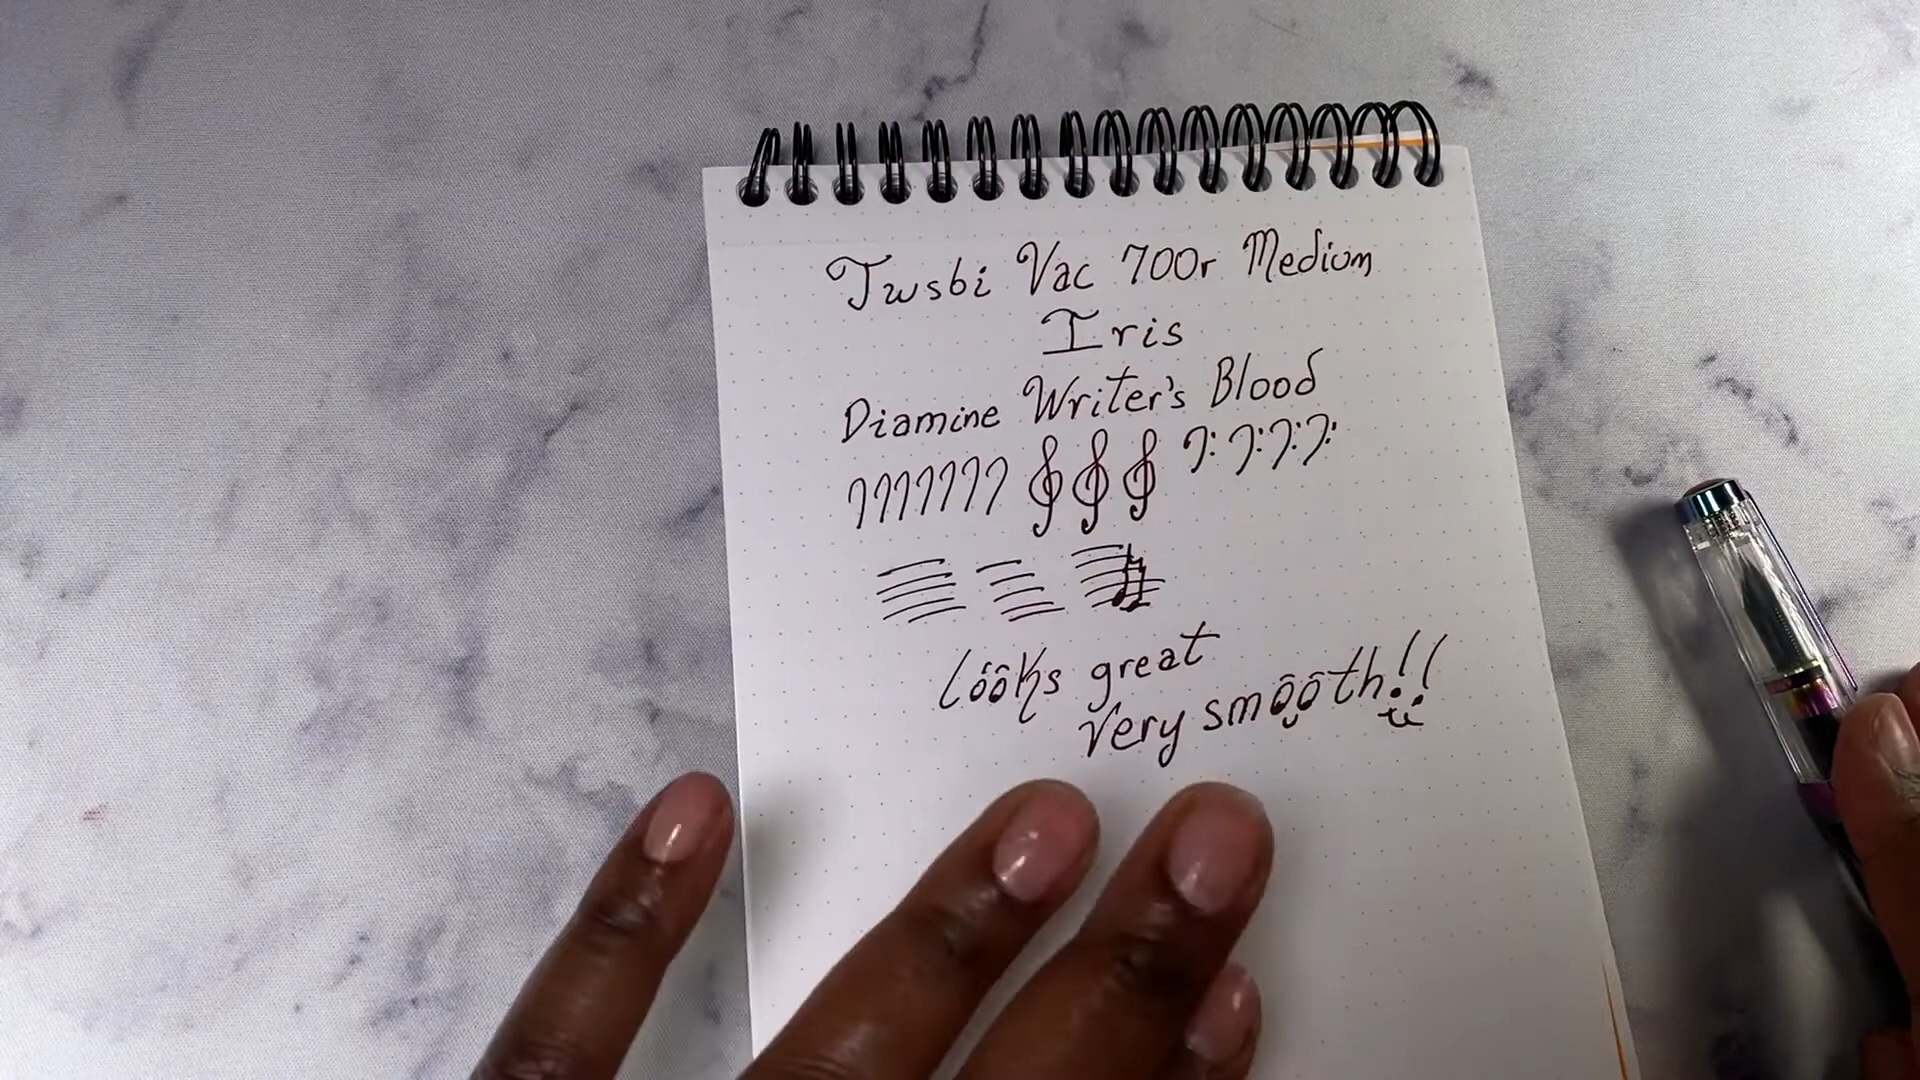 Twsbi Vac 700r Medium
Iris
Diamine Writer's Blood
looks great
very smooth!!